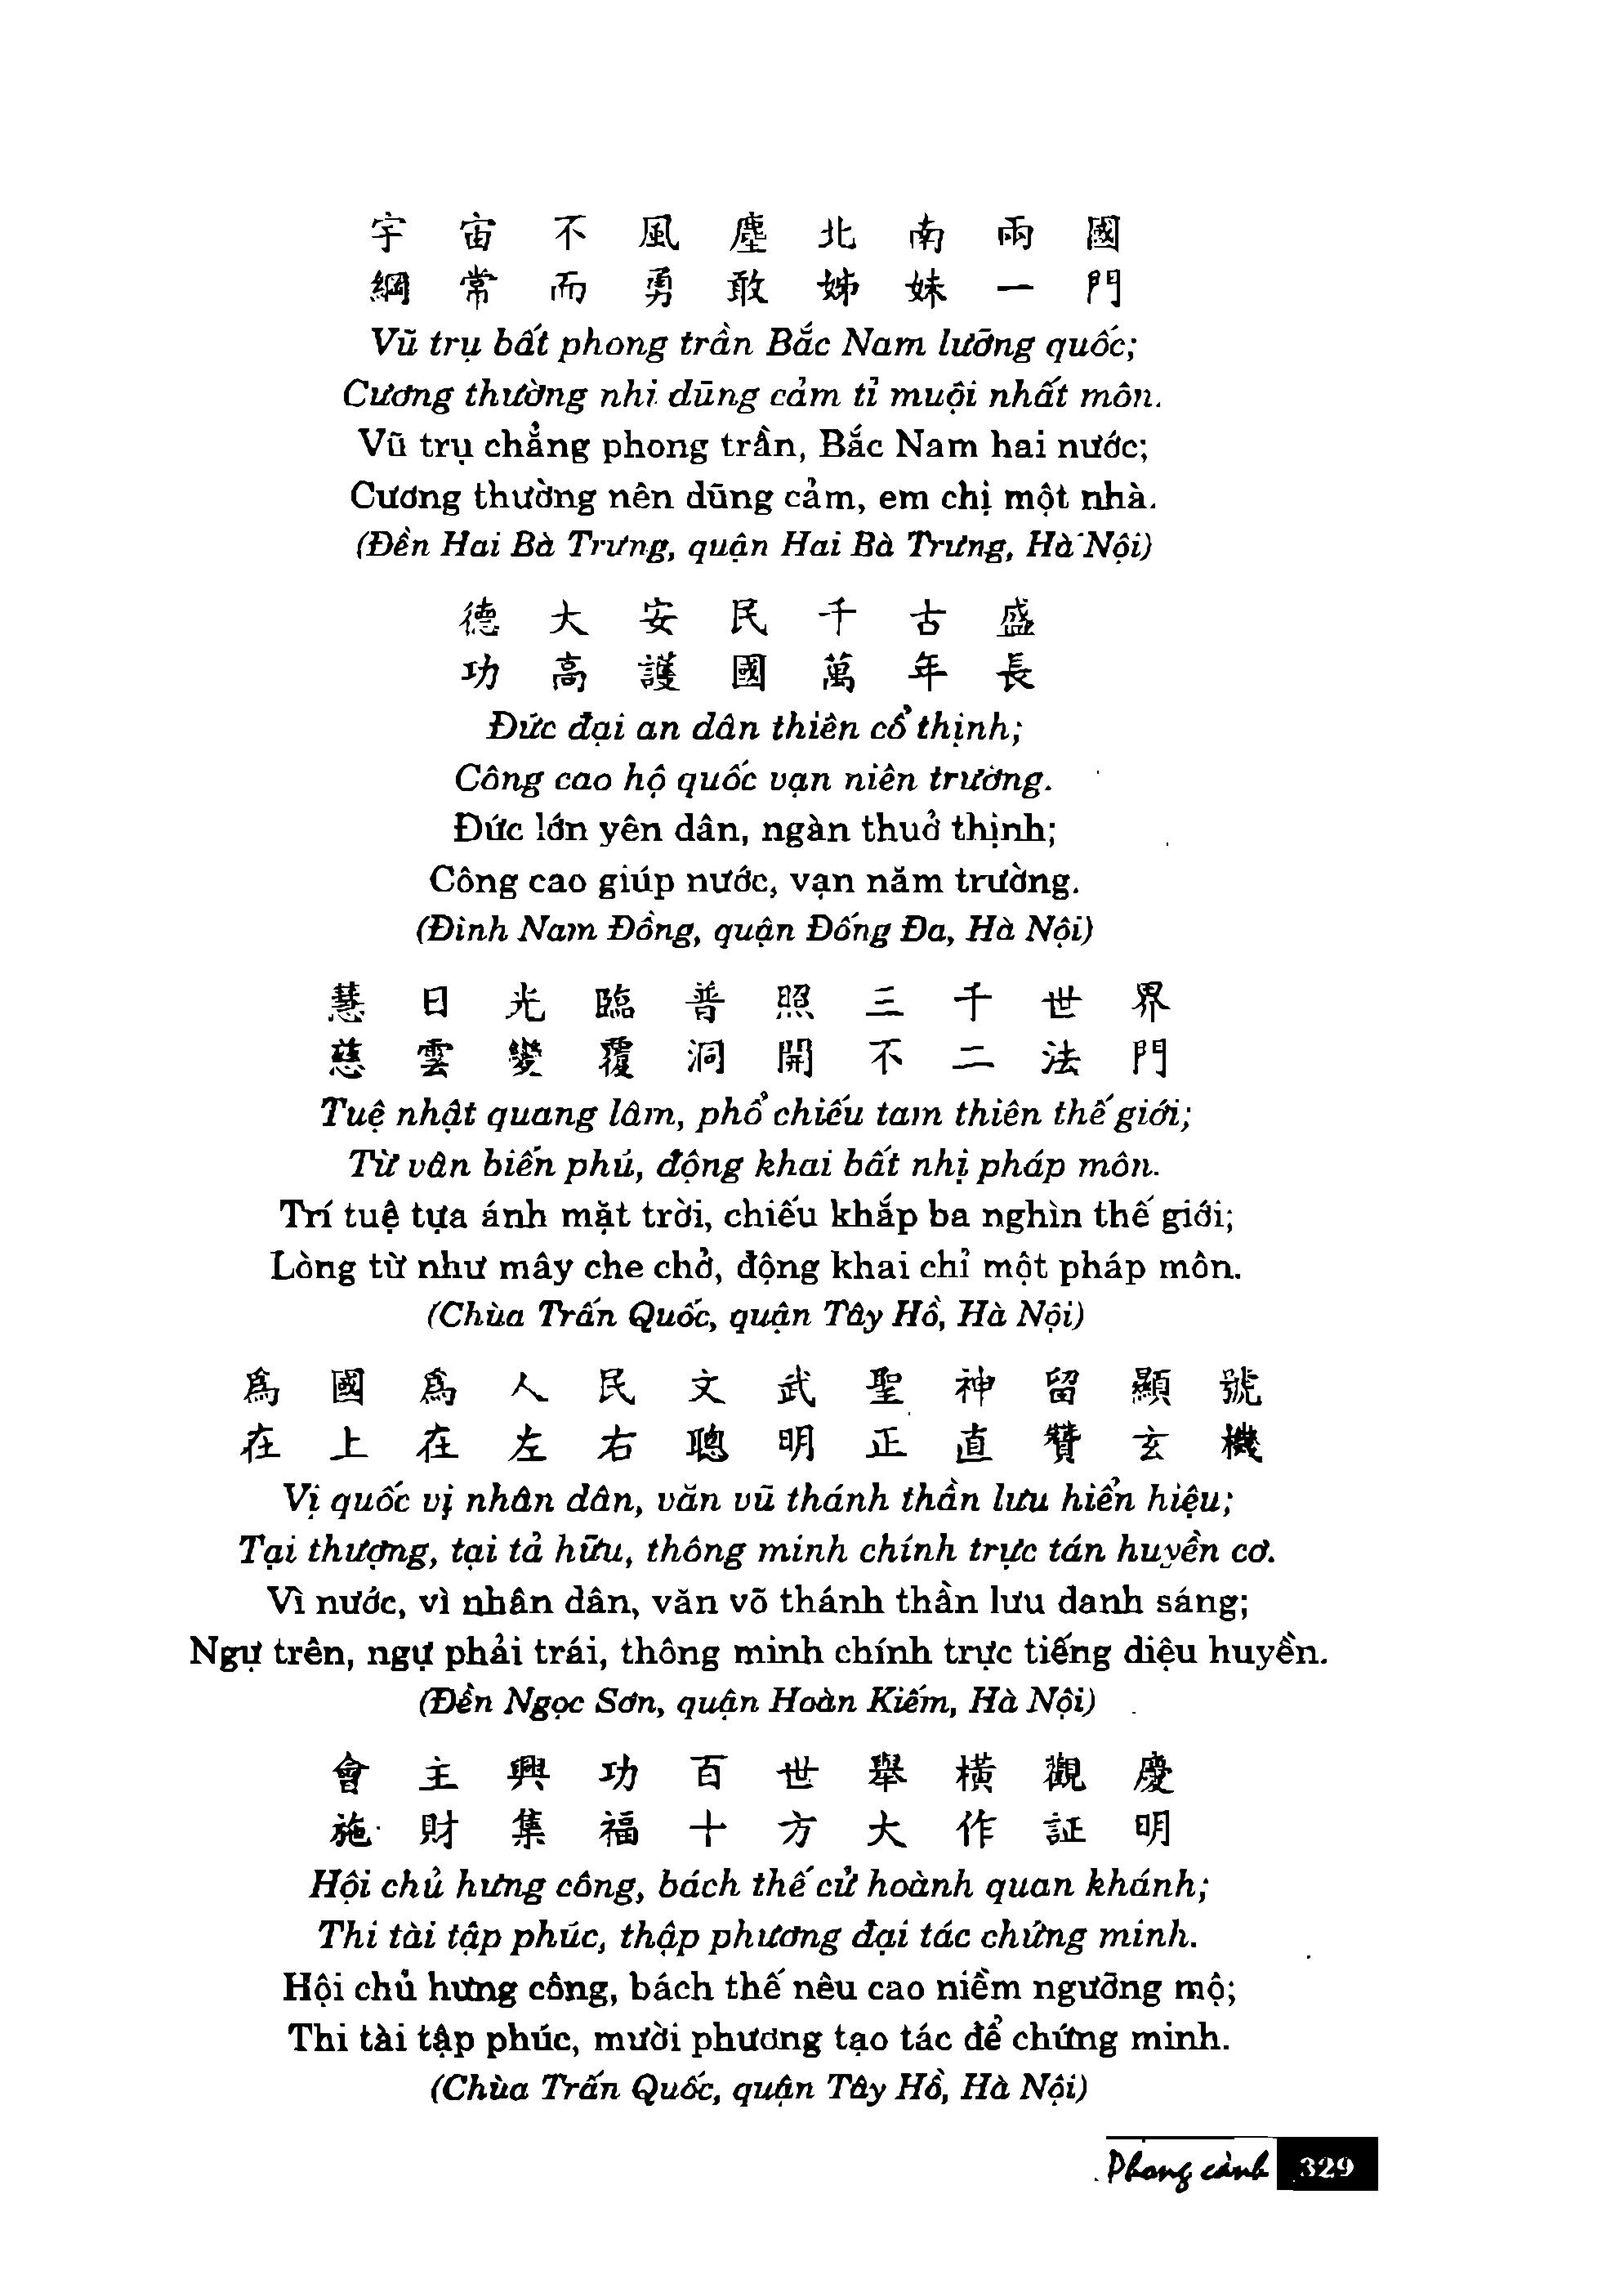 宇 宙 不 風 塵 北 南 兩 國
綱 常 而 勇 敢 姊 妹 一 門
Vũ trụ bất phong trần Bắc Nam lưỡng quốc;
Cương thường nhi dũng cảm tỉ muội nhất môn.
Vũ trụ chẳng phong trần, Bắc Nam hai nước;
Cương thường nên dũng cảm, em chị một nhà.
(Đền Hai Bà Trưng, quận Hai Bà Trưng, Hà Nội)
德 大 安 民 千 古 盛
功 高 護 國 萬 年 長
Đức đại an dân thiên cổ thịnh;
Công cao hộ quốc vạn niên trường.
Đức lớn yên dân, ngàn thuở thịnh;
Công cao giúp nước, vạn năm trường.
(Đình Nam Đồng, quận Đống Đa, Hà Nội)
慧 日 光 臨 普 照 三 千 世 界
慈 雲 變 覆 洞 開 不 二 法 門
Tuệ nhật quang lâm, phổ chiếu tam thiên thế giới;
Từ vân biến phú, động khai bất nhị pháp môn.
Trí tuệ tựa ánh mặt trời, chiếu khắp ba nghìn thế giới;
Lòng từ như mây che chở, động khai chỉ một pháp môn.
(Chùa Trấn Quốc, quận Tây Hồ, Hà Nội)
爲 國 爲 人 民 文 武 聖 神 留 顯 號
在 上 在 左 右 聰 明 正 直 贊 玄 機
Vị quốc vị nhân dân, văn vũ thánh thần lưu hiển hiệu;
Tại thượng, tại tả hữu, thông minh chính trực tán huyền cơ.
Vì nước, vì nhân dân, văn võ thánh thần lưu danh sáng;
Ngự trên, ngự phải trái, thông minh chính trực tiếng diệu huyền.
(Đền Ngọc Sơn, quận Hoàn Kiếm, Hà Nội)
會 主 興 功 百 世 舉 橫 觀 慶
施 財 集 福 十 方 大 作 証 明
Hội chủ hưng công, bách thế cử hoành quan khánh;
Thi tài tập phúc, thập phương đại tác chứng minh.
Hội chủ hưng công, bách thế nêu cao niềm ngưỡng mộ;
Thi tài tập phúc, mười phương tạo tác để chứng minh.
(Chùa Trấn Quốc, quận Tây Hồ, Hà Nội)
Phong cảnh 329